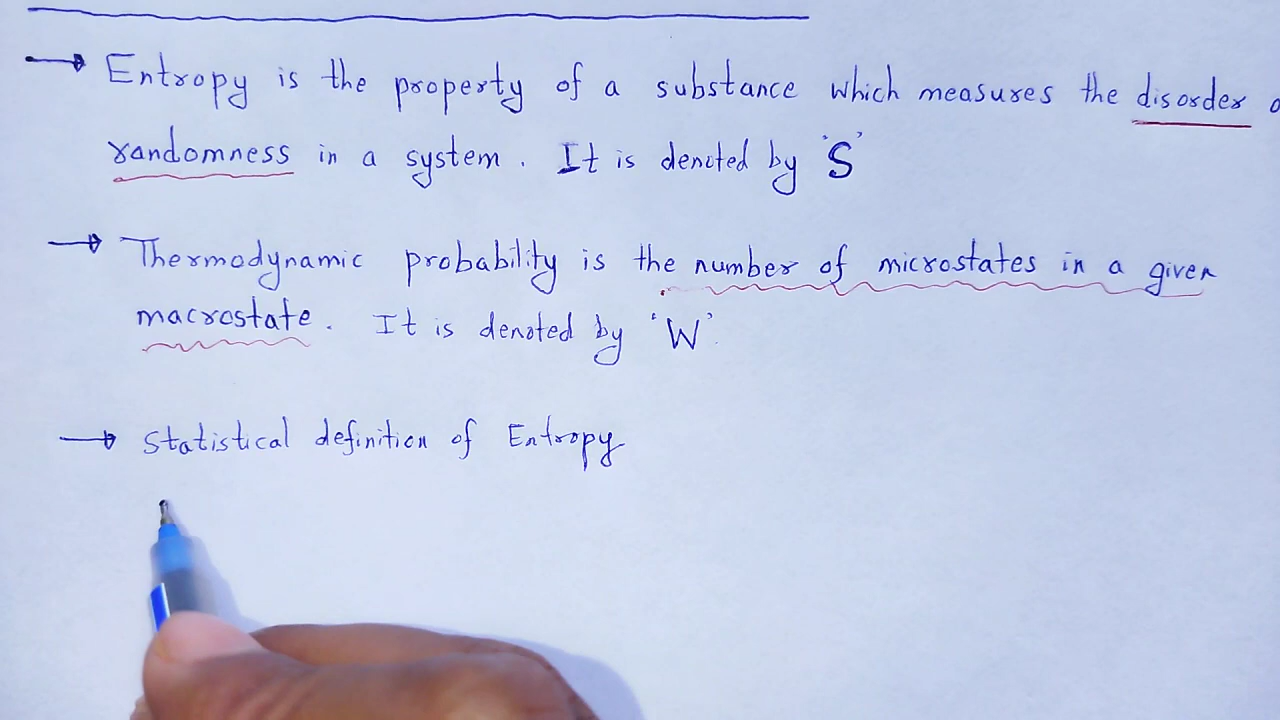 Entropy is the property of a substance which measures the disorder
randomness in a system. It is denoted by 'S'
Thermodynamic probability is the number of microstates in a given
macrostate. It is denoted by 'W'.
Statistical definition of Entropy